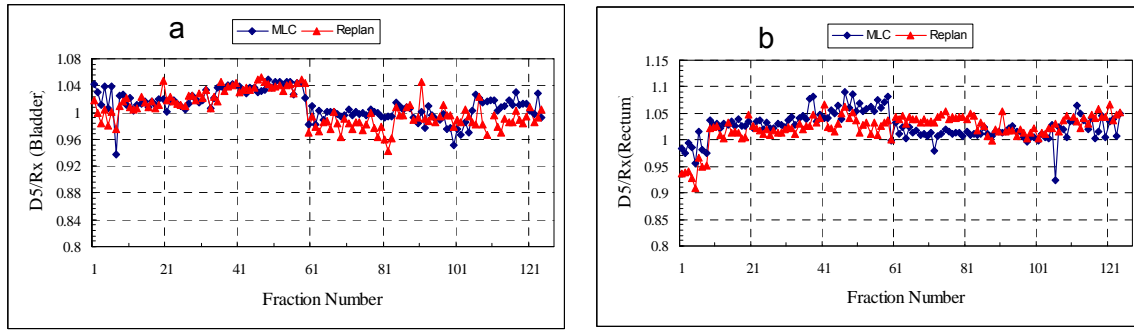 a
MLC Replan
1.08
1.04
1
0.96
0.92
0.88
0.84
0.8
D5/Rx (Bladder)
1 21 41 61 81 101 121
Fraction Number
b
MLC Replan
1.15
1.1
1.05
1
0.95
0.9
0.85
0.8
D5/Rx(Rectum)
1 21 41 61 81 101 121
Fraction Number